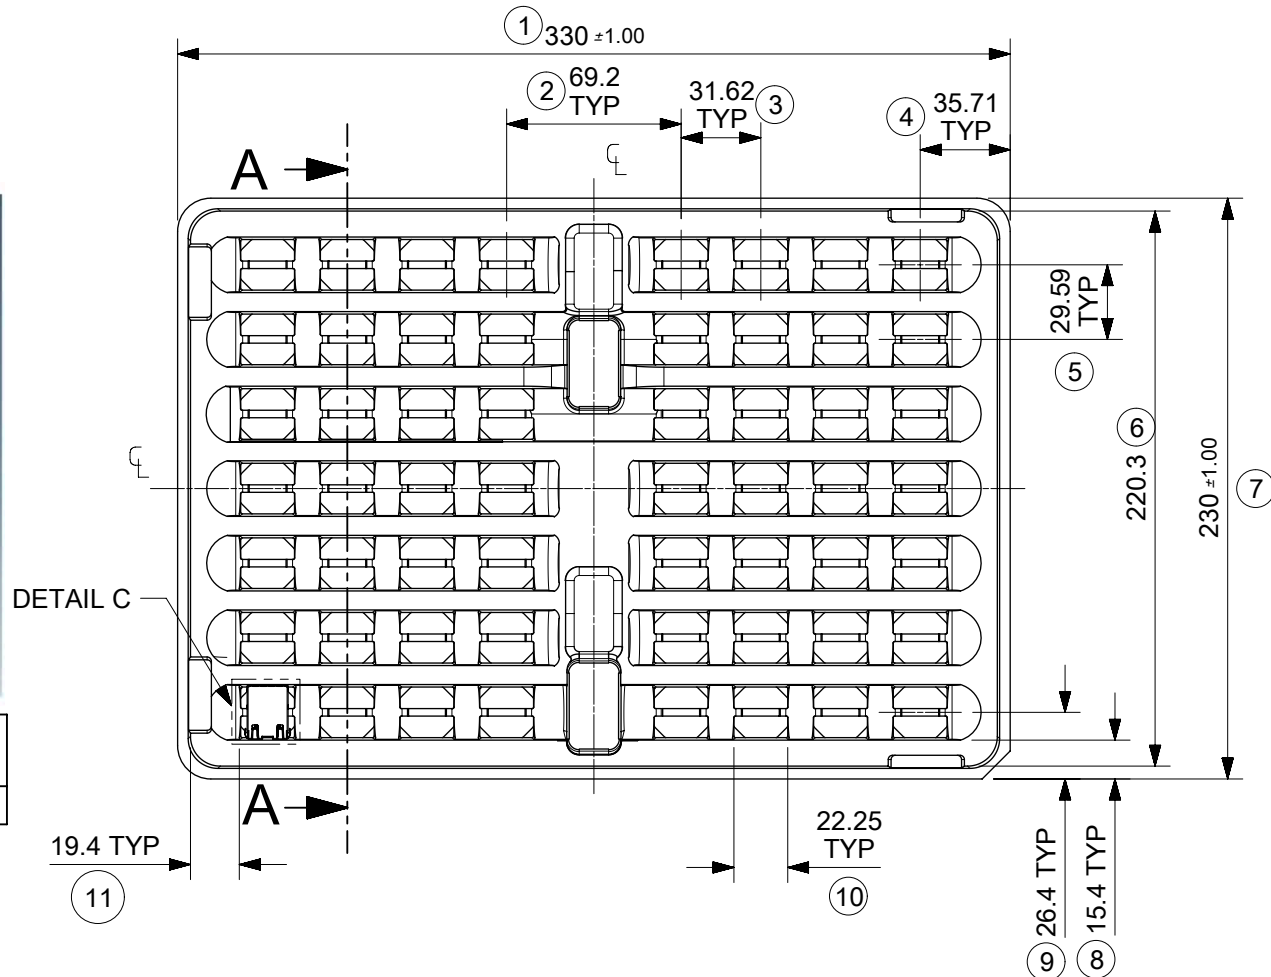 ① 330 ±1.00
② 69.2
TYP
31.62 ③
TYP
④ 35.71
TYP
℄
A
29.59
TYP
⑤
220.3 ⑥
230 ±1.00
⑦
℄
DETAIL C
A
19.4 TYP
⑪
22.25
TYP
⑩
26.4 TYP
⑨
15.4 TYP
⑧